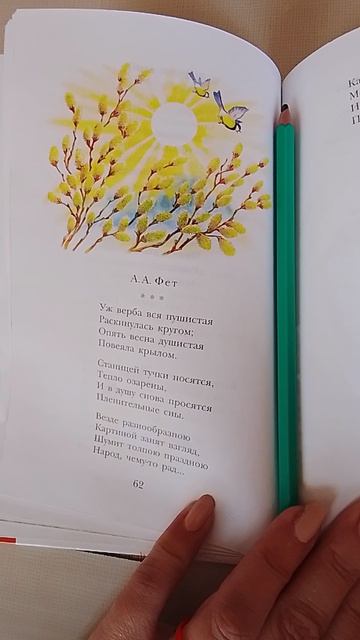 А.А. Фет
* * *
Уж верба вся пушистая
Раскинулась кругом;
Опять весна душистая
Повеяла крылом.
Станицей тучки носятся,
Тепло озарены,
И в душу снова просятся
Пленительные сны.
Везде разнообразною
Картиной занят взгляд,
Шумит толпою праздною
Народ, чему-то рад...
62